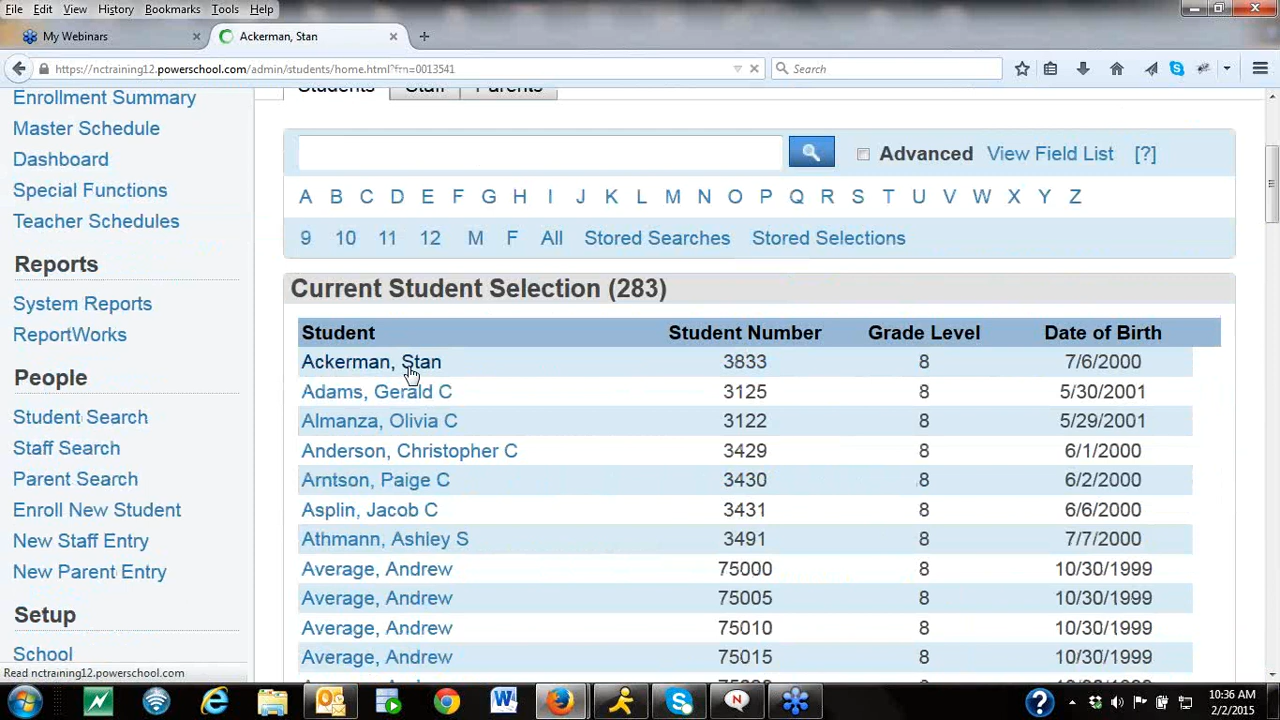 File Edit View History Bookmarks Tools Help
My Webinars × Ackerman, Stan × +
https://nctraining12.powerschool.com/admin/students/home.html?frn=0013541 Search
Enrollment Summary
Master Schedule
Dashboard
Special Functions
Teacher Schedules
Reports
System Reports
ReportWorks
People
Student Search
Staff Search
Parent Search
Enroll New Student
New Staff Entry
New Parent Entry
Setup
School
Read nctraining12.powerschool.com
Students Staff Parents
Advanced View Field List [?]
A B C D E F G H I J K L M N O P Q R S T U V W X Y Z
9 10 11 12 M F All Stored Searches Stored Selections
Current Student Selection (283)
Student Student Number Grade Level Date of Birth
Ackerman, Stan 3833 8 7/6/2000
Adams, Gerald C 3125 8 5/30/2001
Almanza, Olivia C 3122 8 5/29/2001
Anderson, Christopher C 3429 8 6/1/2000
Arntson, Paige C 3430 8 6/2/2000
Asplin, Jacob C 3431 8 6/6/2000
Athmann, Ashley S 3491 8 7/7/2000
Average, Andrew 75000 8 10/30/1999
Average, Andrew 75005 8 10/30/1999
Average, Andrew 75010 8 10/30/1999
Average, Andrew 75015 8 10/30/1999
10:36 AM
2/2/2015